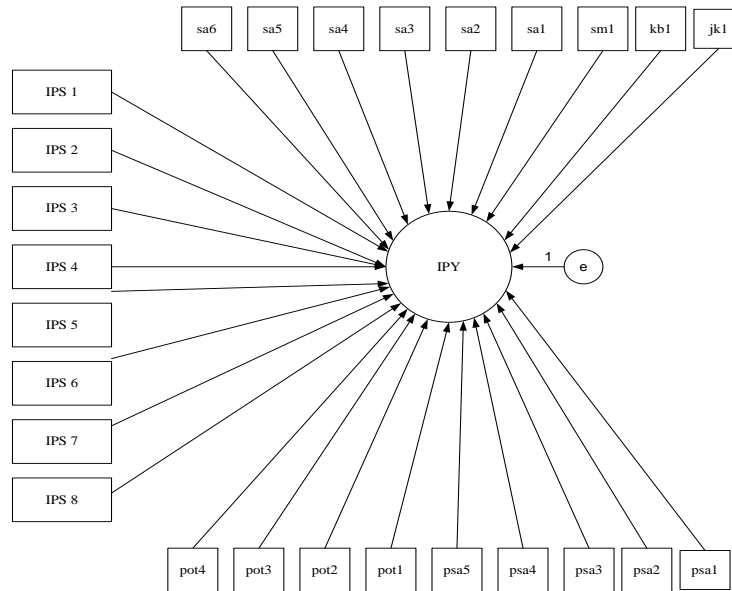 sa6 sa5 sa4 sa3 sa2 sa1 sm1 kb1 jk1
IPS 1
IPS 2
IPS 3
IPS 4
IPS 5
IPS 6
IPS 7
IPS 8
IPY
1
e
pot4 pot3 pot2 pot1 psa5 psa4 psa3 psa2 psa1